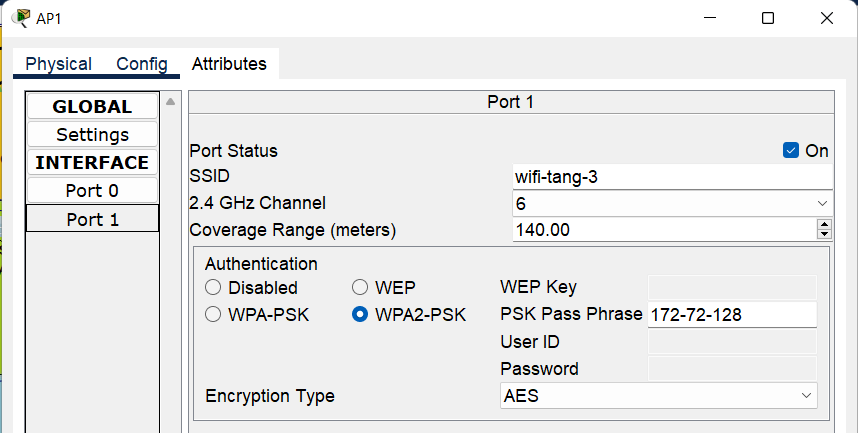 AP1
Physical Config Attributes
GLOBAL
Settings
INTERFACE
Port 0
Port 1
Port 1
Port Status On
SSID wifi-tang-3
2.4 GHz Channel 6
Coverage Range (meters) 140.00
Authentication
Disabled WEP WEP Key
WPA-PSK WPA2-PSK PSK Pass Phrase 172-72-128
User ID
Password
Encryption Type AES